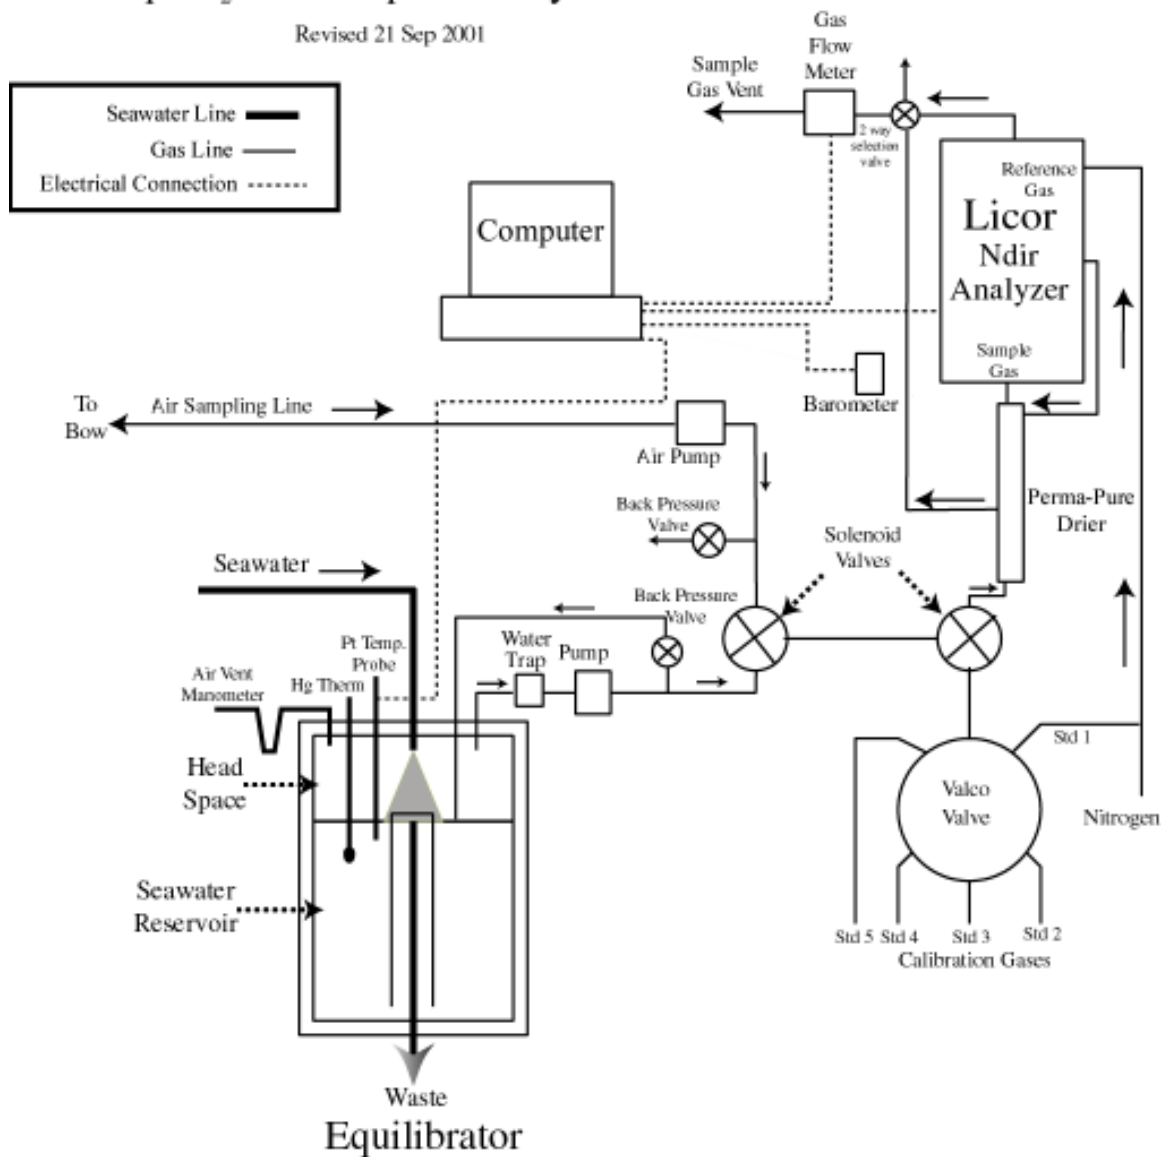 Revised 21 Sep 2001
Seawater Line
Gas Line
Electrical Connection
Sample
Gas Vent
Gas
Flow
Meter
2 way
selection
valve
Reference
Gas
Licor
Ndir
Analyzer
Sample
Gas
Computer
Barometer
To
Bow
Air Sampling Line
Air Pump
Back Pressure
Valve
Solenoid
Valves
Perma-Pure
Drier
Seawater
Back Pressure
Valve
Water
Trap
Pump
Pt Temp.
Probe
Hg Therm
Air Vent
Manometer
Head
Space
Seawater
Reservoir
Std 1
Valco
Valve
Nitrogen
Std 5
Std 4
Std 3
Std 2
Calibration Gases
Waste
Equilibrator